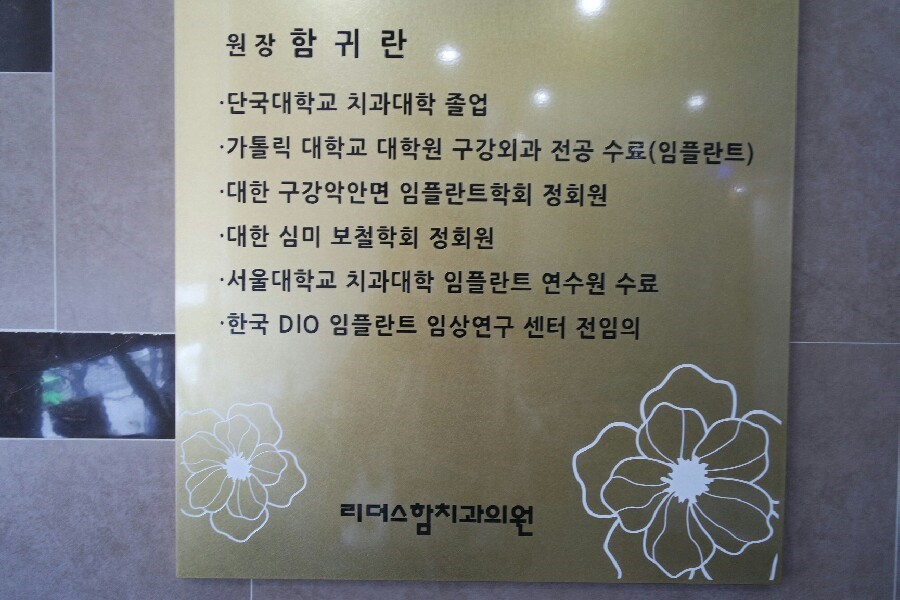 원장 함 귀 란
·단국대학교 치과대학 졸업
·가톨릭 대학교 대학원 구강외과 전공 수료(임플란트)
·대한 구강악안면 임플란트학회 정회원
·대한 심미 보철학회 정회원
·서울대학교 치과대학 임플란트 연수원 수료
·한국 DIO 임플란트 임상연구 센터 전임의
리더스함치과의원